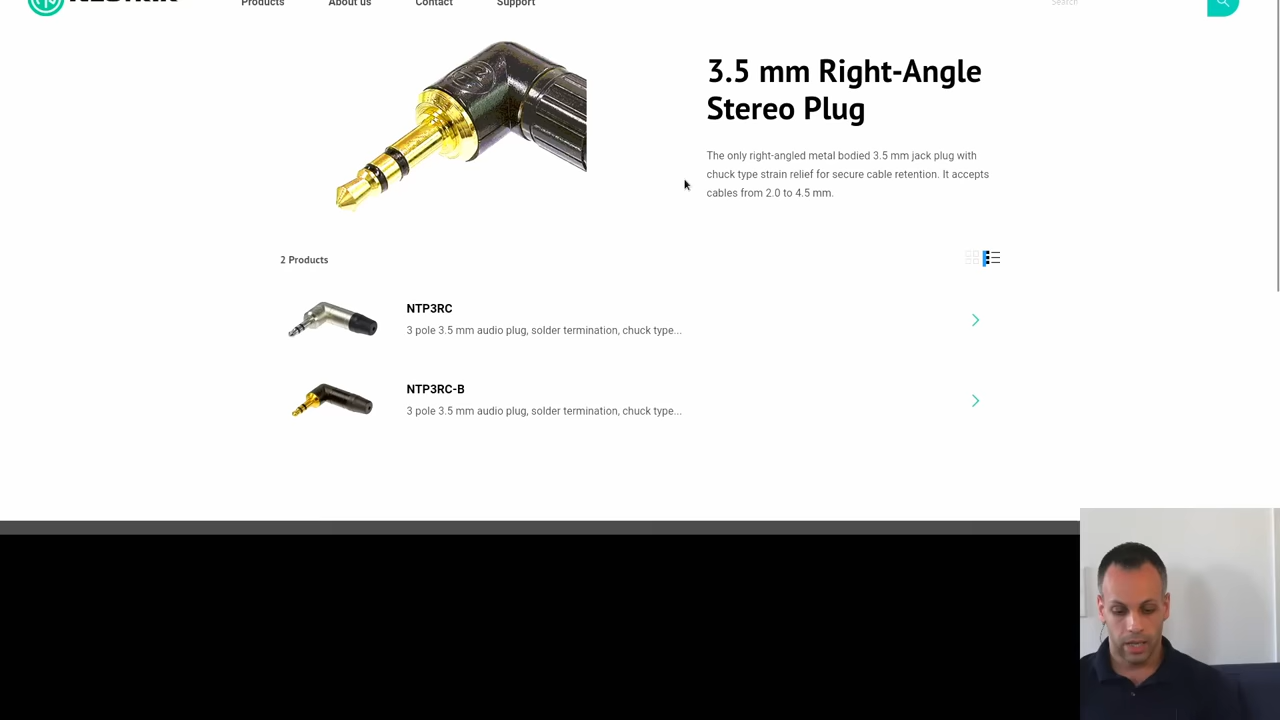 Products
About us
Contact
Support
Search
3.5 mm Right-Angle
Stereo Plug
The only right-angled metal bodied 3.5 mm jack plug with
chuck type strain relief for secure cable retention. It accepts
cables from 2.0 to 4.5 mm.
2 Products
NTP3RC
3 pole 3.5 mm audio plug, solder termination, chuck type...
NTP3RC-B
3 pole 3.5 mm audio plug, solder termination, chuck type...